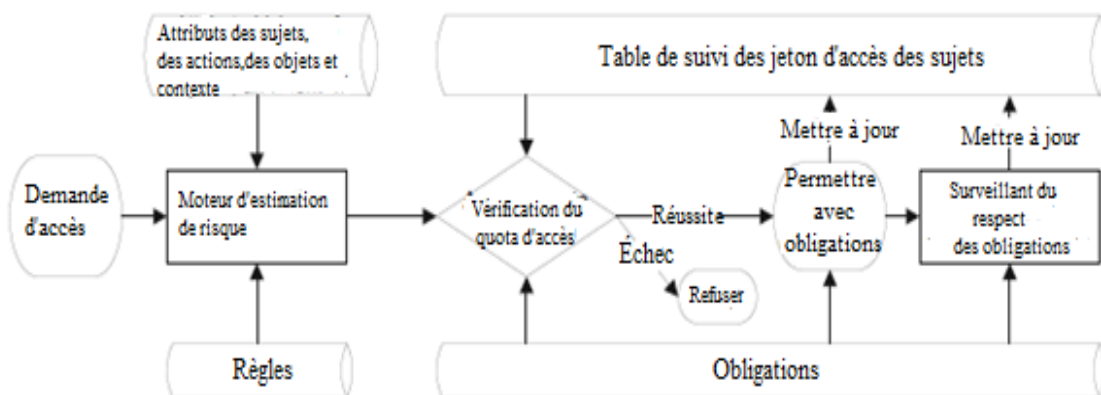 Attributs des sujets,
des actions,des objets et
contexte
Table de suivi des jeton d'accès des sujets
Mettre à jour
Mettre à jour
Demande
d'accès
Moteur d'estimation
de risque
Vérification du
quota d'accès
Réussite
Échec
Refuser
Permettre
avec
obligations
Surveillant du
respect
des obligations
Règles
Obligations